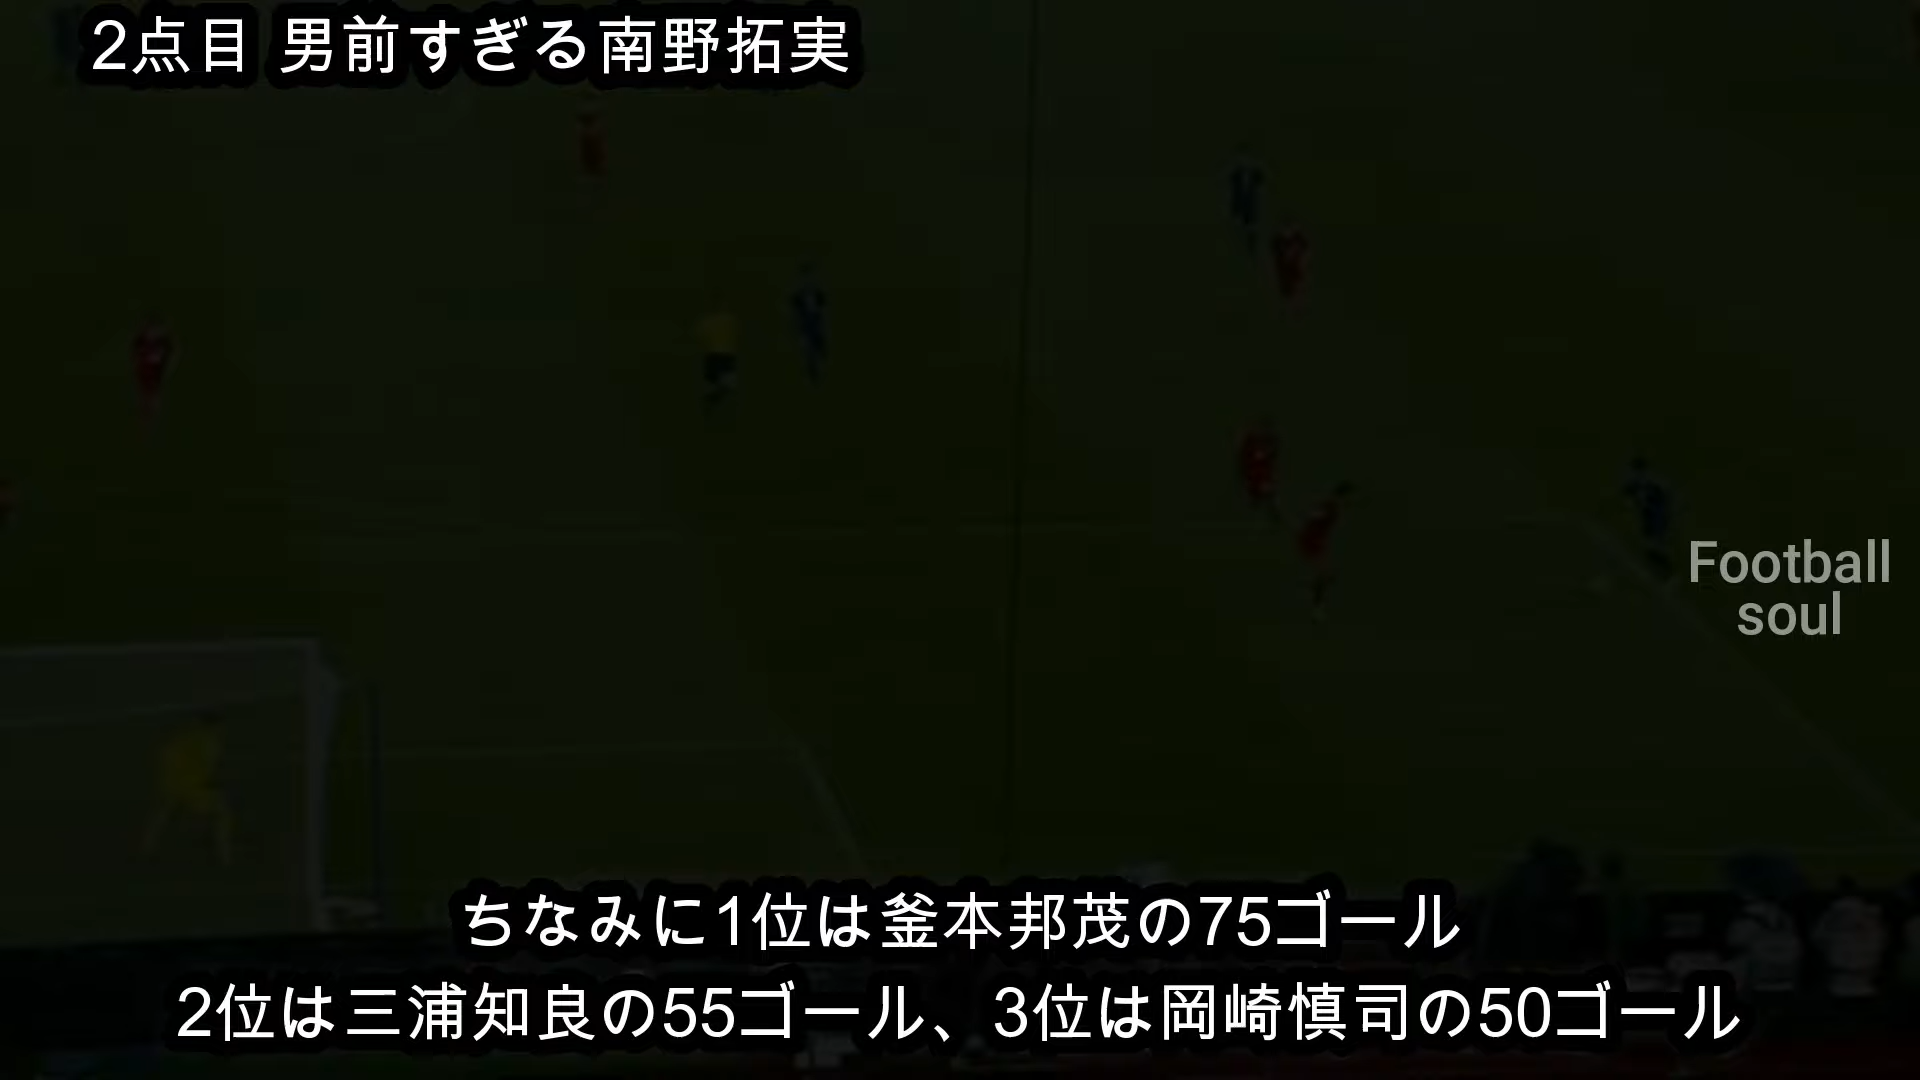 2点目 男前すぎる南野拓実
Football
soul
ちなみに1位は釜本邦茂の75ゴール
2位は三浦知良の55ゴール、3位は岡崎慎司の50ゴール